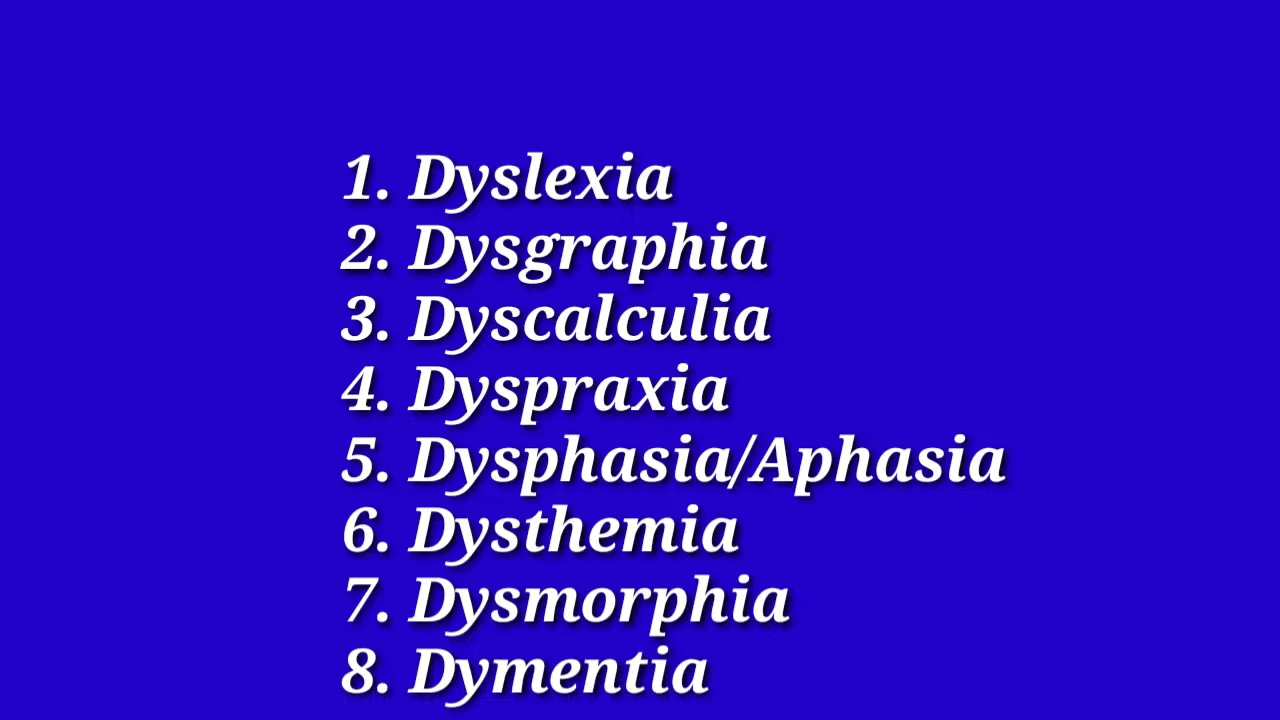 1. Dyslexia
2. Dysgraphia
3. Dyscalculia
4. Dyspraxia
5. Dysphasia/Aphasia
6. Dysthemia
7. Dysmorphia
8. Dymentia